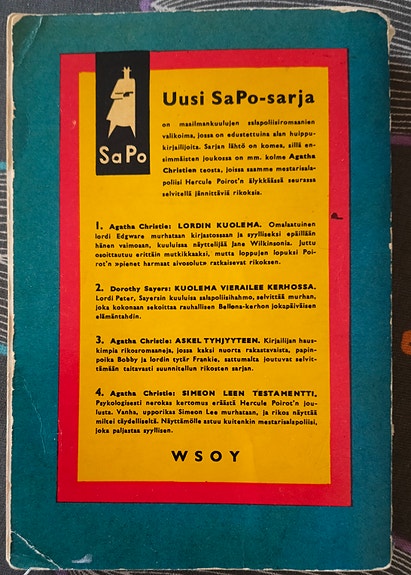 SaPo
Uusi SaPo-sarja
on maailmankuulujen salapoliisiromaanien
valikoima, jossa on edustettuina alan huippu-
kirjailijoita. Sarjan lähtö on komea, sillä en-
simmäisten joukossa on mm. kolme Agatha
Christien teosta, joissa saamme mestarisala-
poliisi Hercule Poirot'n älykkäässä seurassa
selvitellä jännittäviä rikoksia.
1. Agatha Christie: LORDIN KUOLEMA. Omalaatuinen
lordi Edgware murhataan kirjastossaan ja syylliseksi epäillään
hänen vaimoaan, kuuluisaa näyttelijää Jane Wilkinsonia. Juttu
osoittautuu erittäin mutkikkaaksi, mutta loppujen lopuksi Poi-
rot'n »pienet harmaat aivosolut» ratkaisevat rikoksen.
2. Dorothy Sayers: KUOLEMA VIERAILEE KERHOSSA.
Lordi Peter, Sayersin kuuluisa salapoliisihahmo, selvittää murhan,
joka kokonaan sekoittaa rauhallisen Bellona-kerhon jokapäiväisen
elämäntahdin.
3. Agatha Christie: ASKEL TYHJYYTEEN. Kirjailijan haus-
kimpia rikosromaaneja, jossa kaksi nuorta rakastavaista, papin-
poika Bobby ja lordin tytär Frankie, sattumalta joutuvat selvit-
tämään taitavasti suunnitellun rikosten sarjan.
4. Agatha Christie: SIMEON LEEN TESTAMENTTI.
Psykologisesti nerokas kertomus eräästä Hercule Poirot'n jou-
lusta. Vanha, upporikas Simeon Lee murhataan, ja rikos näyttää
miltei täydelliseltä. Näyttämölle astuu kuitenkin mestarisalapoliisi,
joka paljastaa syyllisen.
WSOY